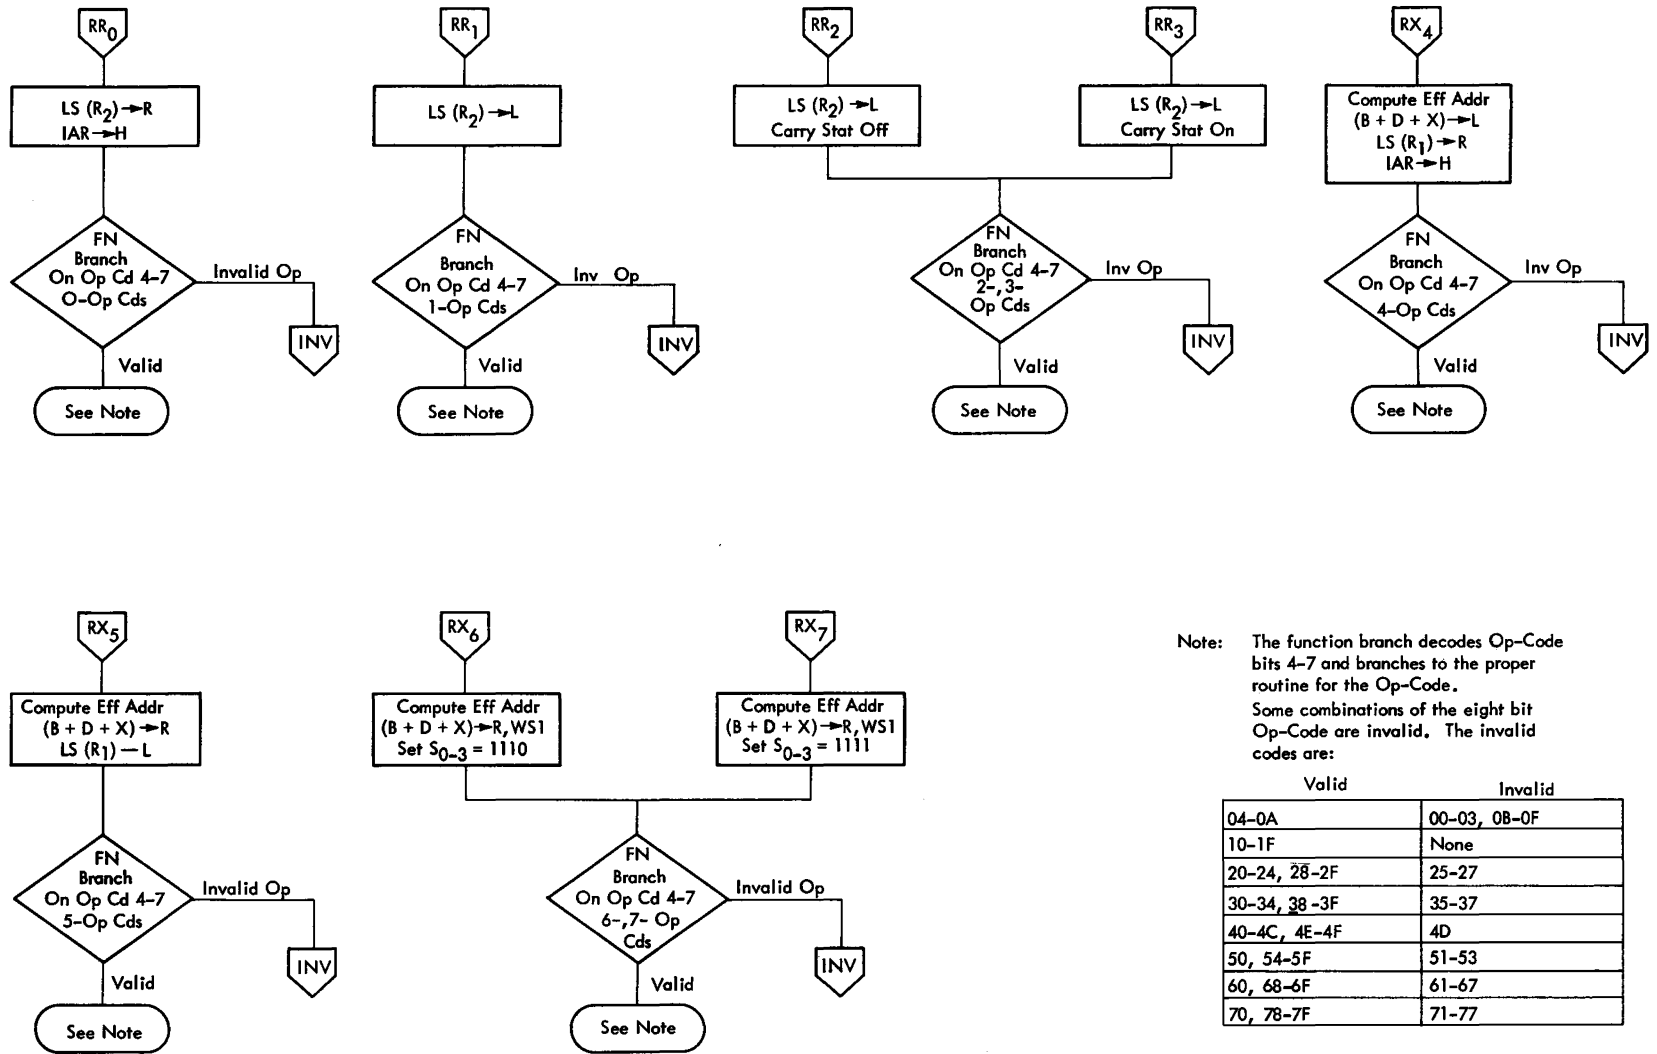 RR0
LS (R2)→R
IAR→H
FN
Branch
On Op Cd 4-7
O-Op Cds
Invalid Op
INV
Valid
See Note
RR1
LS (R2)→L
FN
Branch
On Op Cd 4-7
1-Op Cds
Inv Op
INV
Valid
See Note
RR2
LS (R2)→L
Carry Stat Off
RR3
LS (R2)→L
Carry Stat On
FN
Branch
On Op Cd 4-7
2-,3-
Op Cds
Inv Op
INV
Valid
See Note
RX4
Compute Eff Addr
(B + D + X)→L
LS (R1)→R
IAR→H
FN
Branch
On Op Cd 4-7
4-Op Cds
Inv Op
INV
Valid
See Note
RX5
Compute Eff Addr
(B + D + X)→R
LS (R1)—L
FN
Branch
On Op Cd 4-7
5-Op Cds
Invalid Op
INV
Valid
See Note
RX6
Compute Eff Addr
(B + D + X)→R, WS1
Set S0-3 = 1110
RX7
Compute Eff Addr
(B + D + X)→R, WS1
Set S0-3 = 1111
FN
Branch
On Op Cd 4-7
6-,7- Op
Cds
Invalid Op
INV
Valid
See Note
Note: The function branch decodes Op-Code
bits 4-7 and branches to the proper
routine for the Op-Code.
Some combinations of the eight bit
Op-Code are invalid. The invalid
codes are:
Valid Invalid
04-0A 00-03, 0B-0F
10-1F None
20-24, 28-2F 25-27
30-34, 38-3F 35-37
40-4C, 4E-4F 4D
50, 54-5F 51-53
60, 68-6F 61-67
70, 78-7F 71-77